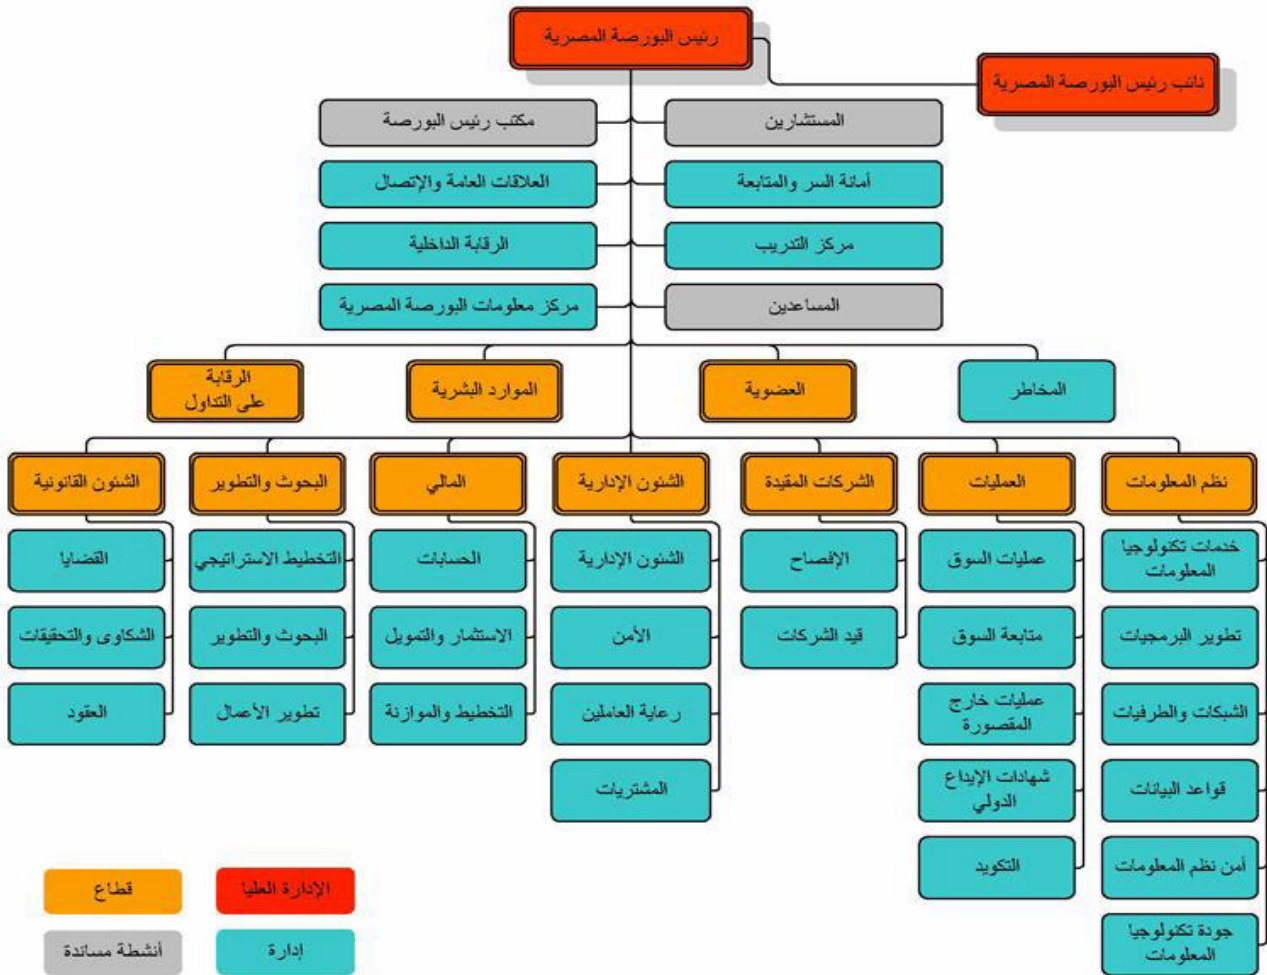 رئيس البورصة المصرية
نائب رئيس البورصة المصرية
المستشارين
مكتب رئيس البورصة
أمانة السر والمتابعة
العلاقات العامة والإتصال
مركز التدريب
الرقابة الداخلية
المساعدين
مركز معلومات البورصة المصرية
المخاطر
العضوية
الموارد البشرية
الرقابة
على التداول
نظم المعلومات
خدمات تكنولوجيا
المعلومات
تطوير البرمجيات
الشبكات والطرفيات
قواعد البيانات
أمن نظم المعلومات
جودة تكنولوجيا
المعلومات
العمليات
عمليات السوق
متابعة السوق
عمليات خارج
المقصورة
شهادات الإيداع
الدولي
التكويد
الشركات المقيدة
الإفصاح
قيد الشركات
الشئون الإدارية
الشئون الإدارية
الأمن
رعاية العاملين
المشتريات
المالي
الحسابات
الاستثمار والتمويل
التخطيط والموازنة
البحوث والتطوير
التخطيط الاستراتيجي
البحوث والتطوير
تطوير الأعمال
الشئون القانونية
القضايا
الشكاوى والتحقيقات
العقود
الإدارة العليا
قطاع
إدارة
أنشطة مساندة